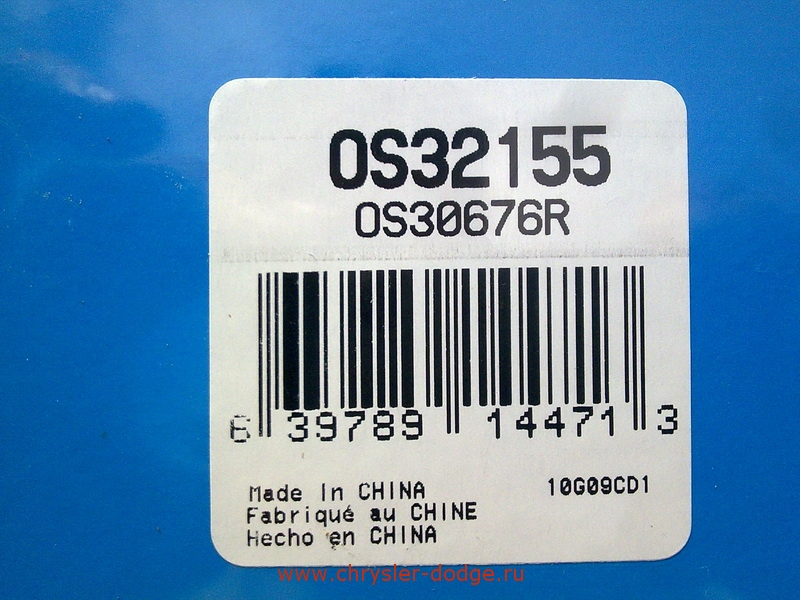 OS32155
OS30676R
6 39789 14471 3
Made In CHINA 10G09CD1
Fabriqué au CHINE
Hecho en CHINA
www.chrysler-dodge.ru